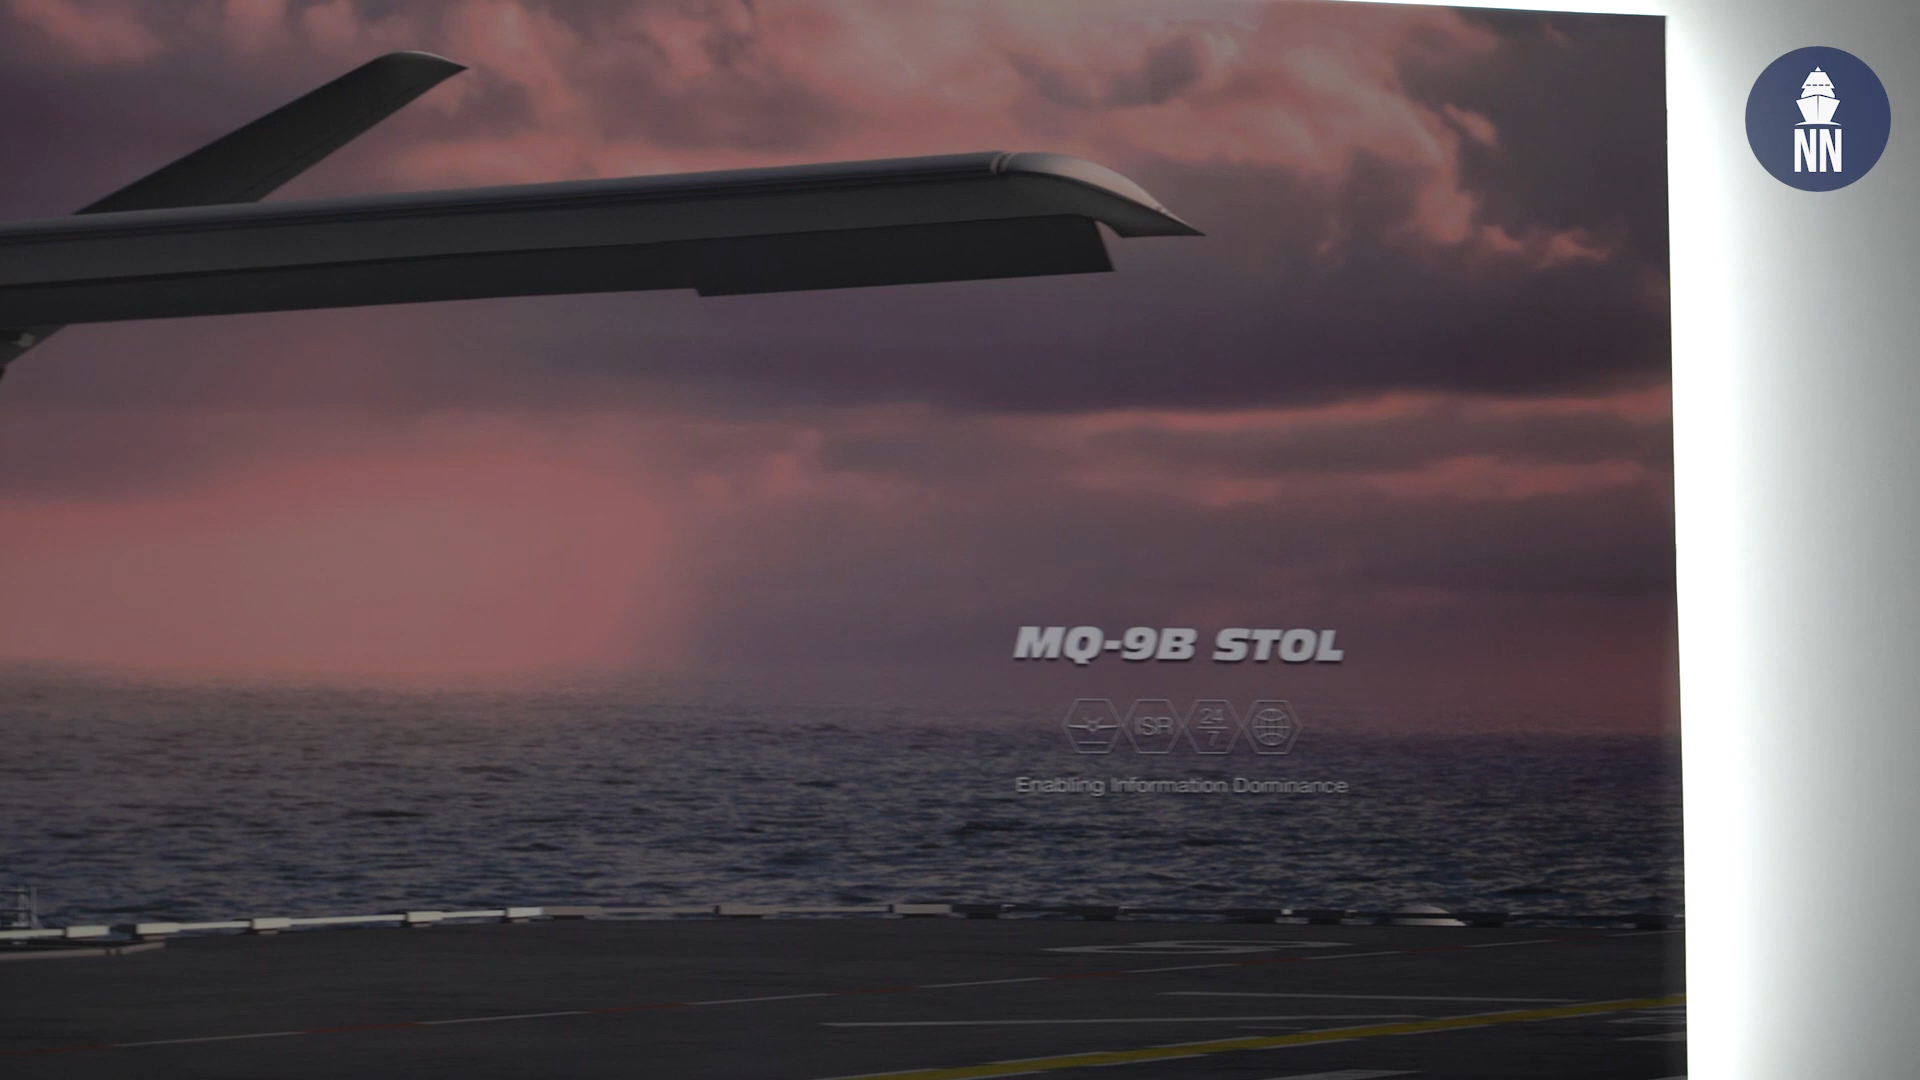 NN
MQ-9B STOL
ISR
24
7
Enabling Information Dominance